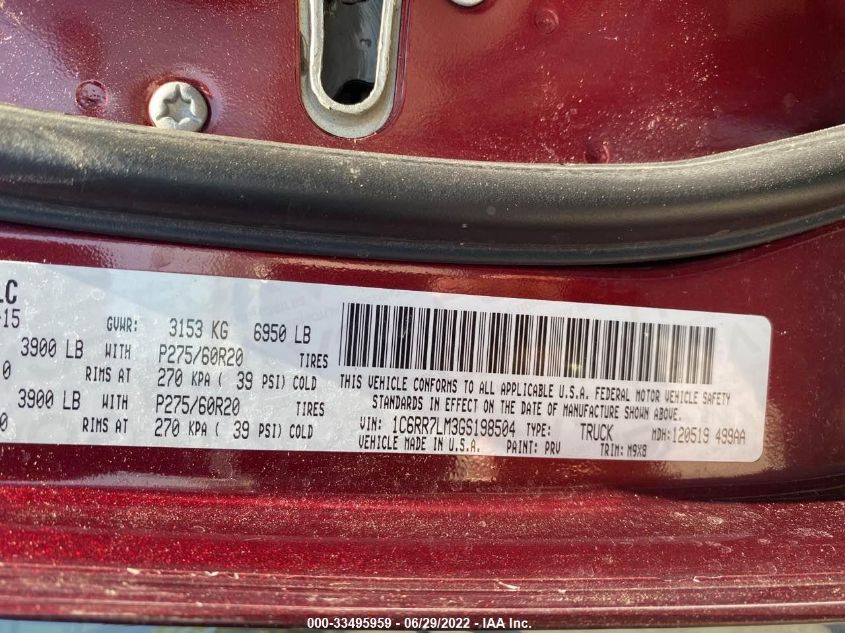 LC
-15 GVWR: 3153 KG 6950 LB
3900 LB WITH P275/60R20 TIRES
0 RIMS AT 270 KPA ( 39 PSI) COLD
3900 LB WITH P275/60R20 TIRES
0 RIMS AT 270 KPA ( 39 PSI) COLD
THIS VEHICLE CONFORMS TO ALL APPLICABLE U.S.A. FEDERAL MOTOR VEHICLE SAFETY
STANDARDS IN EFFECT ON THE DATE OF MANUFACTURE SHOWN ABOVE.
VIN: 1C6RR7LM3GS198504 TYPE: TRUCK MDH: 120519 499AA
VEHICLE MADE IN U.S.A. PAINT: PRV TRIM: M9X9
000-33495959 - 06/29/2022 - IAA Inc.